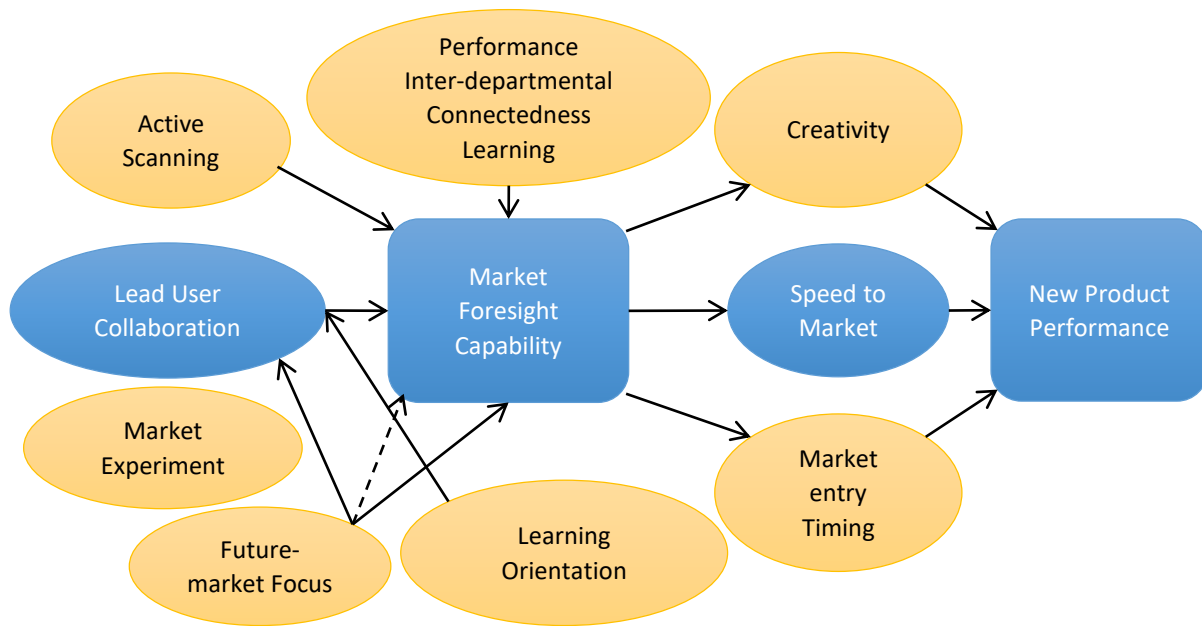 Performance
Inter-departmental
Connectedness
Learning
Active
Scanning
Creativity
Lead User
Collaboration
Market
Foresight
Capability
Speed to
Market
New Product
Performance
Market
Experiment
Market
entry
Timing
Future-
market Focus
Learning
Orientation